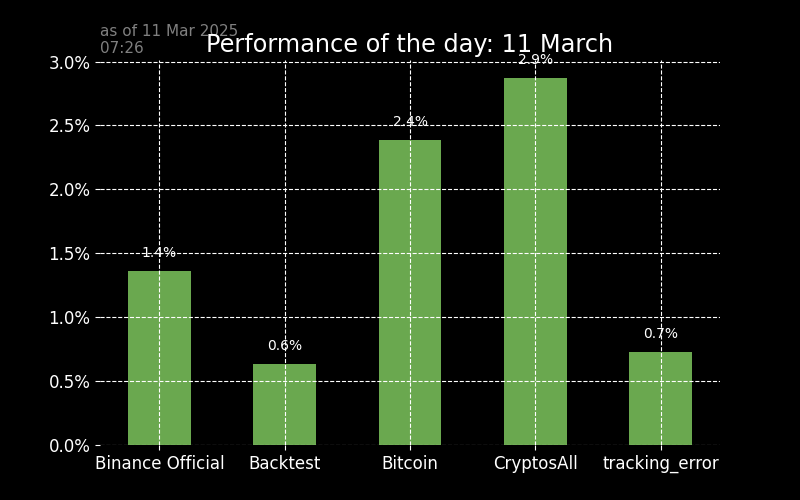 as of 11 Mar 2025
07:26
Performance of the day: 11 March
3.0%
2.5%
2.0%
1.5%
1.0%
0.5%
0.0%
1.4%
0.6%
2.4%
2.9%
0.7%
Binance Official
Backtest
Bitcoin
CryptosAll
tracking_error